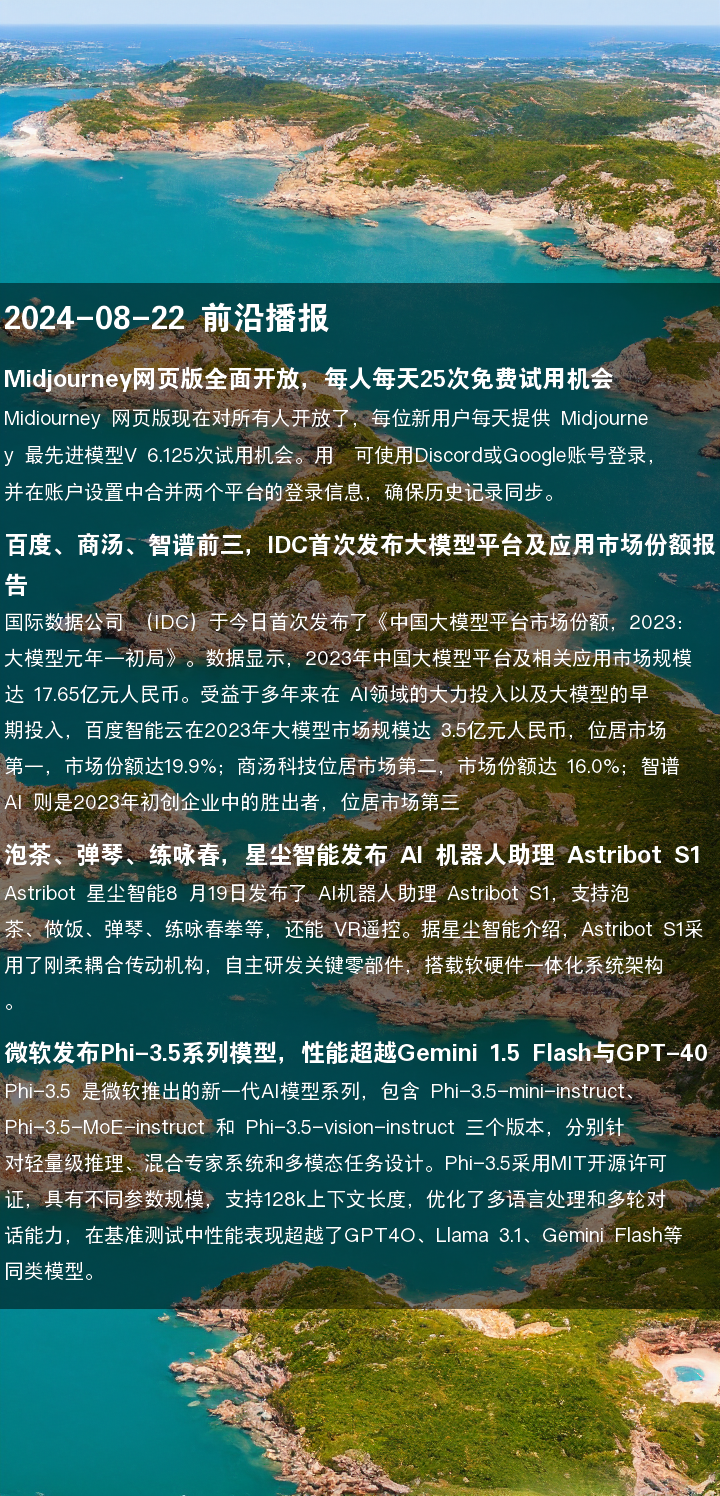 2024-08-22 前沿播报
Midjourney网页版全面开放，每人每天25次免费试用机会
Midiourney 网页版现在对所有人开放了，每位新用户每天提供 Midjourne
y 最先进模型V 6.125次试用机会。用 可使用Discord或Google账号登录，
并在账户设置中合并两个平台的登录信息，确保历史记录同步。
百度、商汤、智谱前三，IDC首次发布大模型平台及应用市场份额报
告
国际数据公司 （IDC）于今日首次发布了《中国大模型平台市场份额，2023：
大模型元年—初局》。数据显示，2023年中国大模型平台及相关应用市场规模
达 17.65亿元人民币。受益于多年来在 AI领域的大力投入以及大模型的早
期投入，百度智能云在2023年大模型市场规模达 3.5亿元人民币，位居市场
第一，市场份额达19.9%；商汤科技位居市场第二，市场份额达 16.0%；智谱
AI 则是2023年初创企业中的胜出者，位居市场第三
泡茶、弹琴、练咏春，星尘智能发布 AI 机器人助理 Astribot S1
Astribot 星尘智能8 月19日发布了 AI机器人助理 Astribot S1，支持泡
茶、做饭、弹琴、练咏春拳等，还能 VR遥控。据星尘智能介绍，Astribot S1采
用了刚柔耦合传动机构，自主研发关键零部件，搭载软硬件一体化系统架构
。
微软发布Phi-3.5系列模型，性能超越Gemini 1.5 Flash与GPT-40
Phi-3.5 是微软推出的新一代AI模型系列，包含 Phi-3.5-mini-instruct、
Phi-3.5-MoE-instruct 和 Phi-3.5-vision-instruct 三个版本，分别针
对轻量级推理、混合专家系统和多模态任务设计。Phi-3.5采用MIT开源许可
证，具有不同参数规模，支持128k上下文长度，优化了多语言处理和多轮对
话能力，在基准测试中性能表现超越了GPT4O、Llama 3.1、Gemini Flash等
同类模型。